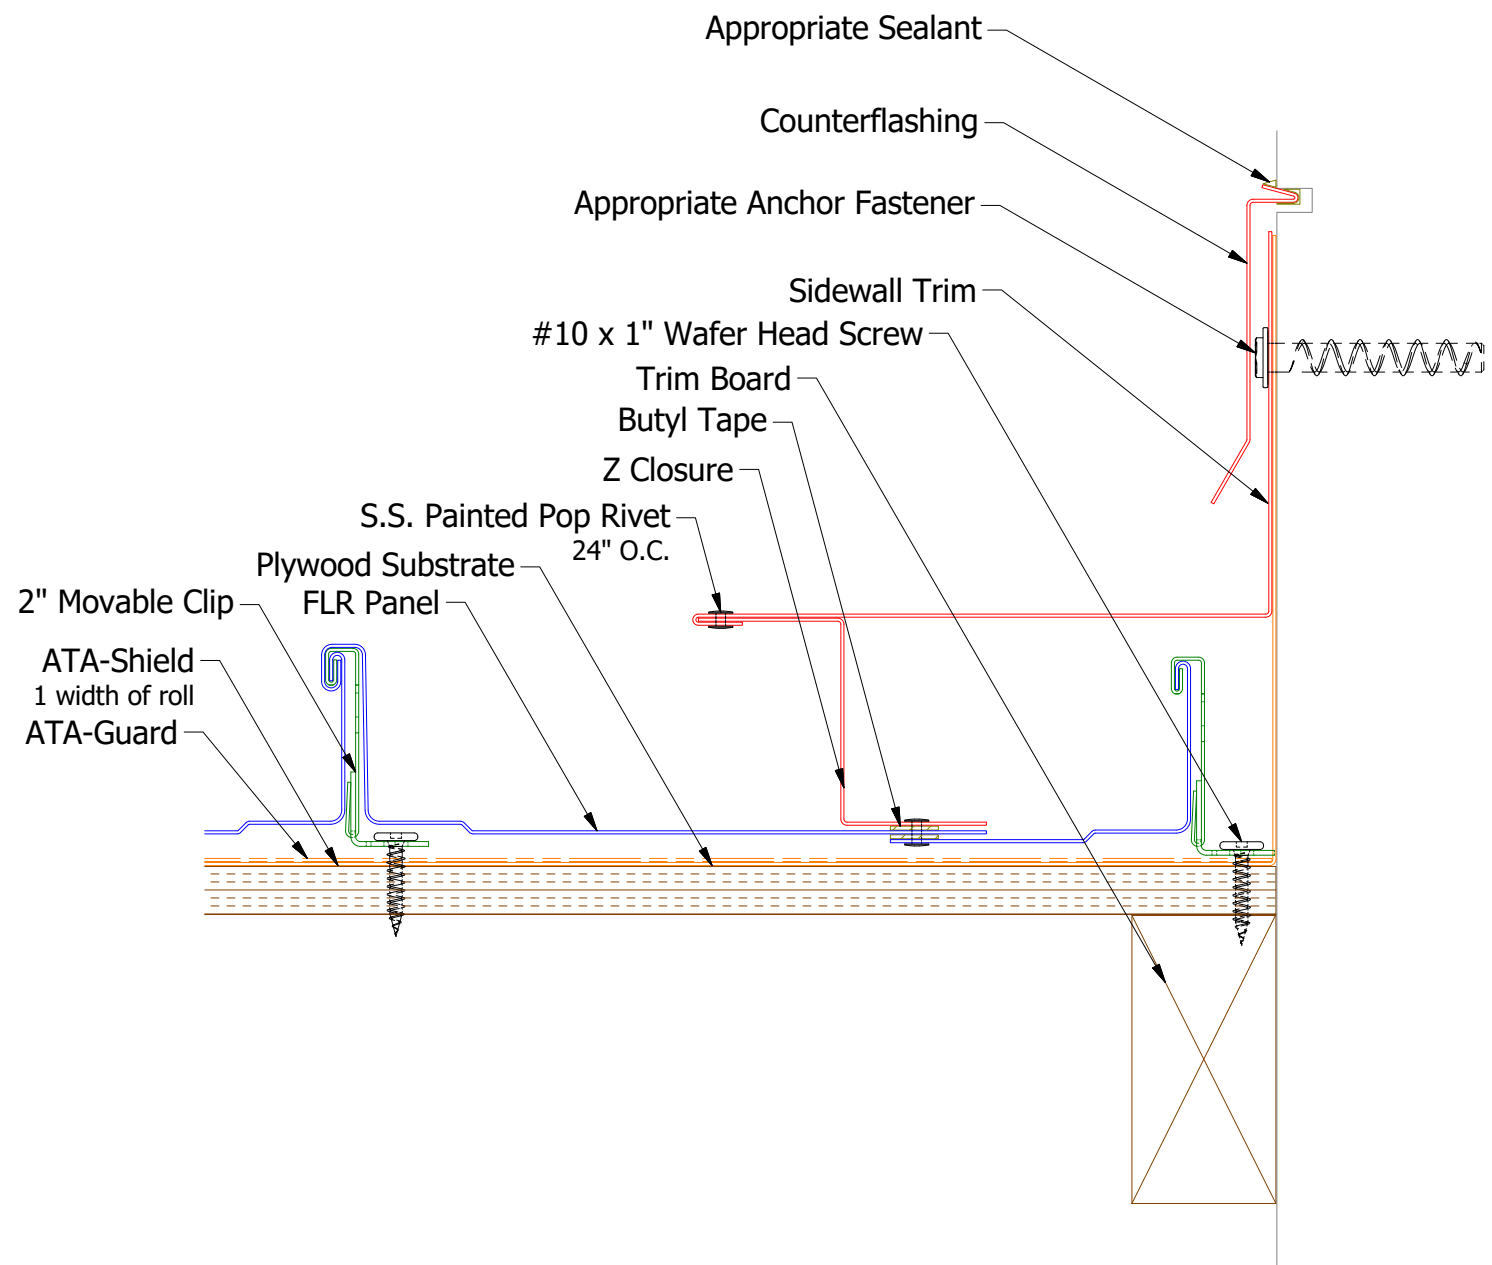 Appropriate Sealant
Counterflashing
Appropriate Anchor Fastener
Sidewall Trim
#10 x 1" Wafer Head Screw
Trim Board
Butyl Tape
Z Closure
S.S. Painted Pop Rivet
24" O.C.
Plywood Substrate
FLR Panel
2" Movable Clip
ATA-Shield
1 width of roll
ATA-Guard